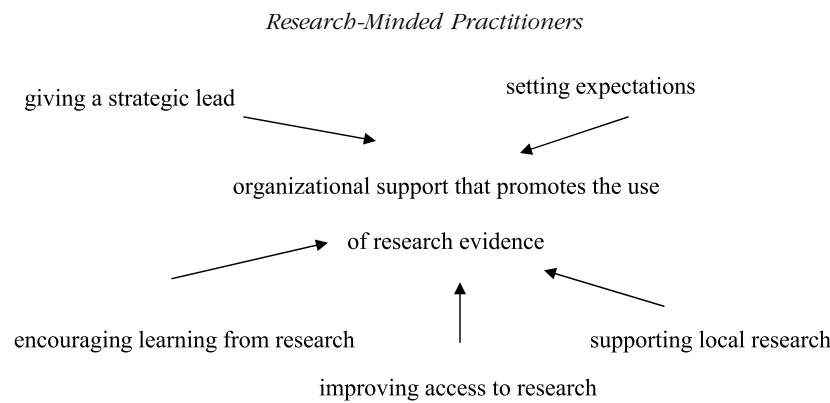 Research-Minded Practitioners
giving a strategic lead
setting expectations
organizational support that promotes the use
of research evidence
encouraging learning from research
supporting local research
improving access to research